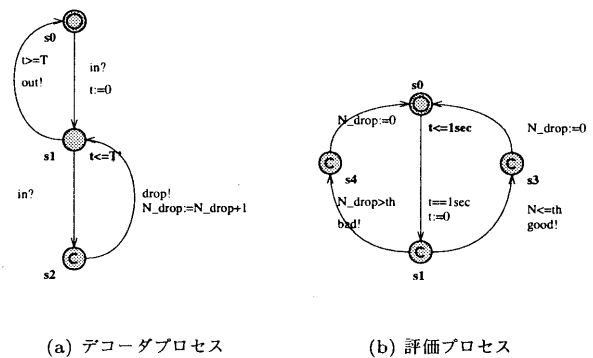 s0
t>=T
out!
in?
t:=0
s1
t<=T'
in?
drop!
N_drop:=N_drop+1
C
s2
(a) デコーダプロセス
s0
N_drop:=0
t<=1sec
N_drop:=0
C
s4
C
s3
N_drop>th
bad!
t==1sec
t:=0
N<=th
good!
C
s1
(b) 評価プロセス